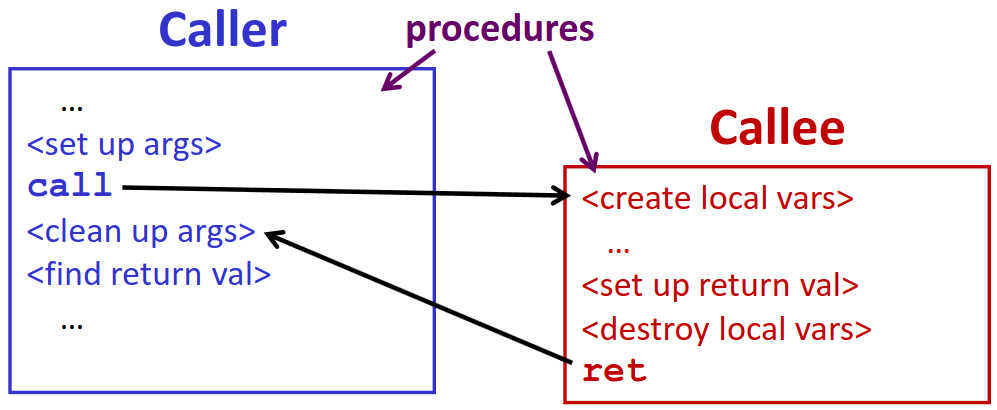 Caller
procedures
...
<set up args>
call
<clean up args>
<find return val>
...
Callee
<create local vars>
...
<set up return val>
<destroy local vars>
ret